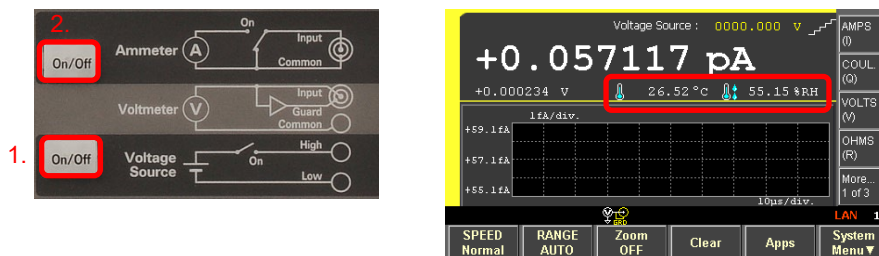 2.
On
On/Off
Ammeter
A
Input
Common
Voltmeter
V
Input
Guard
Common
1.
On/Off
Voltage
Source
On
High
Low
Voltage Source : 0000.000 V
+0.057117 pA
+0.000234 V
26.52 °C
55.15 %RH
1fA/div.
+59.1fA
+57.1fA
+55.1fA
10µs/div.
AMPS
(I)
COUL.
(Q)
VOLTS
(V)
OHMS
(R)
More...
1 of 3
V
GRD
LAN 1
SPEED
Normal
RANGE
AUTO
Zoom
OFF
Clear
Apps
System
Menu▼